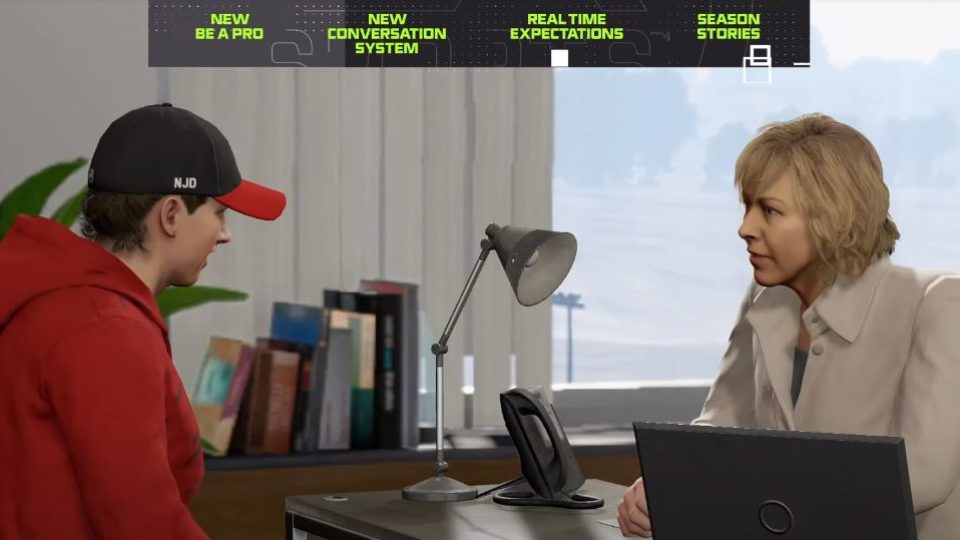 NEW
BE A PRO
NEW
CONVERSATION
SYSTEM
REAL TIME
EXPECTATIONS
SEASON
STORIES
NJD